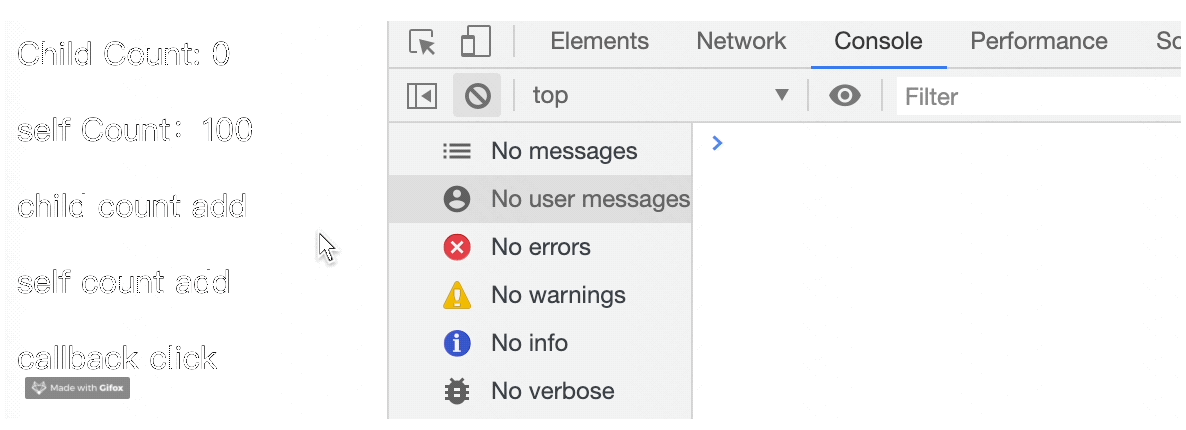 Child Count: 0
self Count：100
child count add
self count add
callback click
Made with Gifox
Elements Network Console Performance Sc
top Filter
No messages
No user messages
No errors
No warnings
No info
No verbose